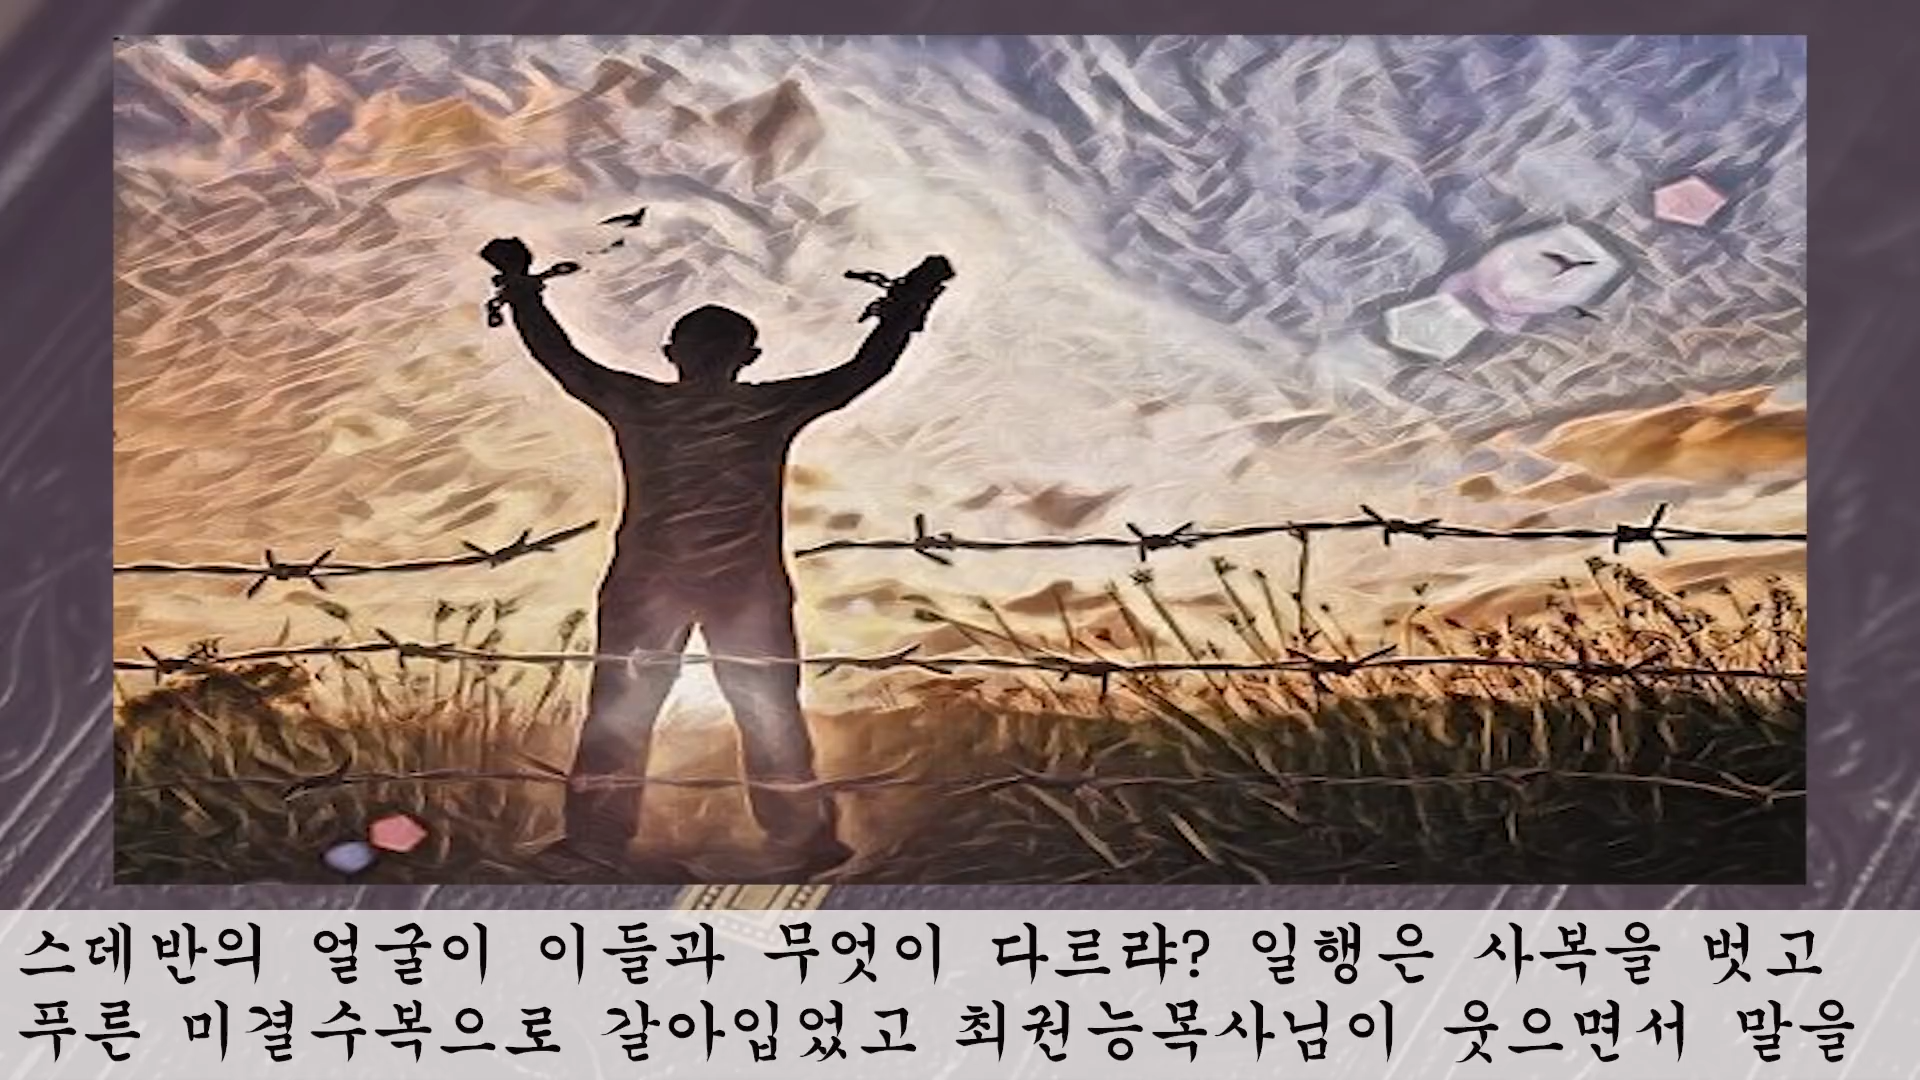 스데반의 얼굴이 이들과 무엇이 다르랴? 일행은 사복을 벗고
푸른 미결수복으로 갈아입었고 최권능목사님이 웃으면서 말을